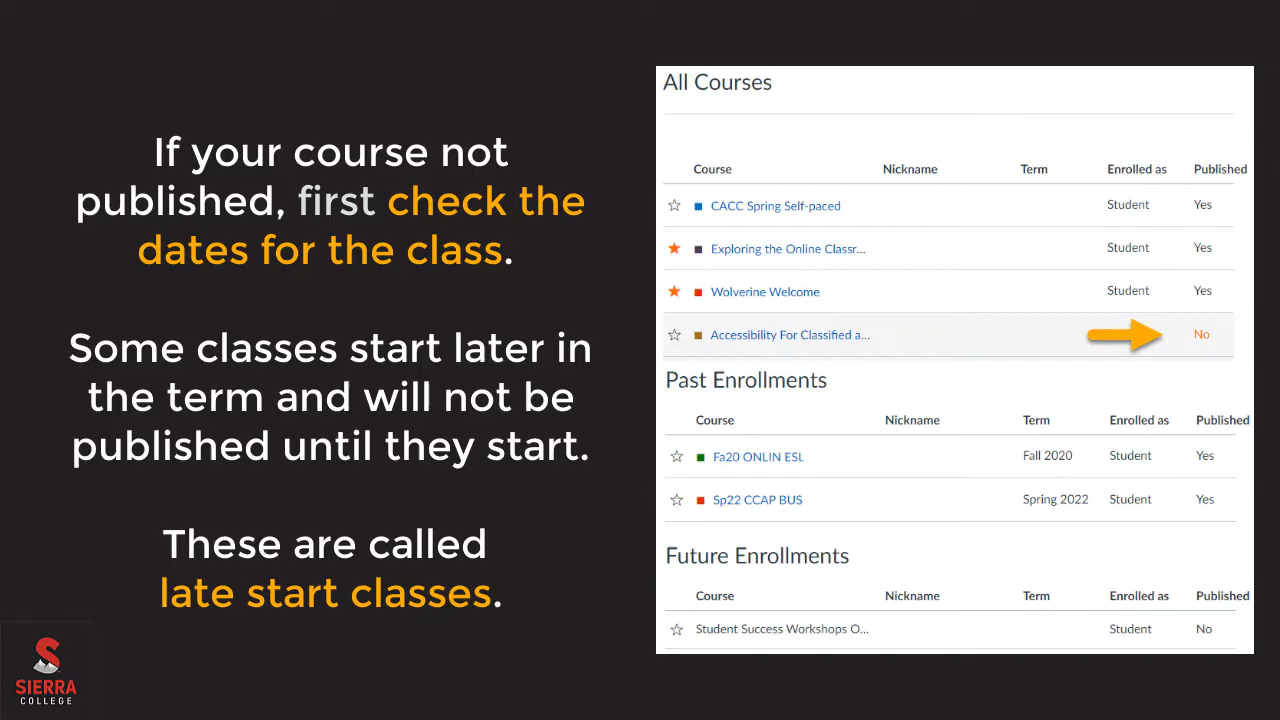 If your course not
published, first check the
dates for the class.
Some classes start later in
the term and will not be
published until they start.
These are called
late start classes.
SIERRA
COLLEGE
All Courses
Course Nickname Term Enrolled as Published
CACC Spring Self-paced Student Yes
Exploring the Online Classr... Student Yes
Wolverine Welcome Student Yes
Accessibility For Classified a... No
Past Enrollments
Course Nickname Term Enrolled as Published
Fa20 ONLIN ESL Fall 2020 Student Yes
Sp22 CCAP BUS Spring 2022 Student Yes
Future Enrollments
Course Nickname Term Enrolled as Published
Student Success Workshops O... Student No